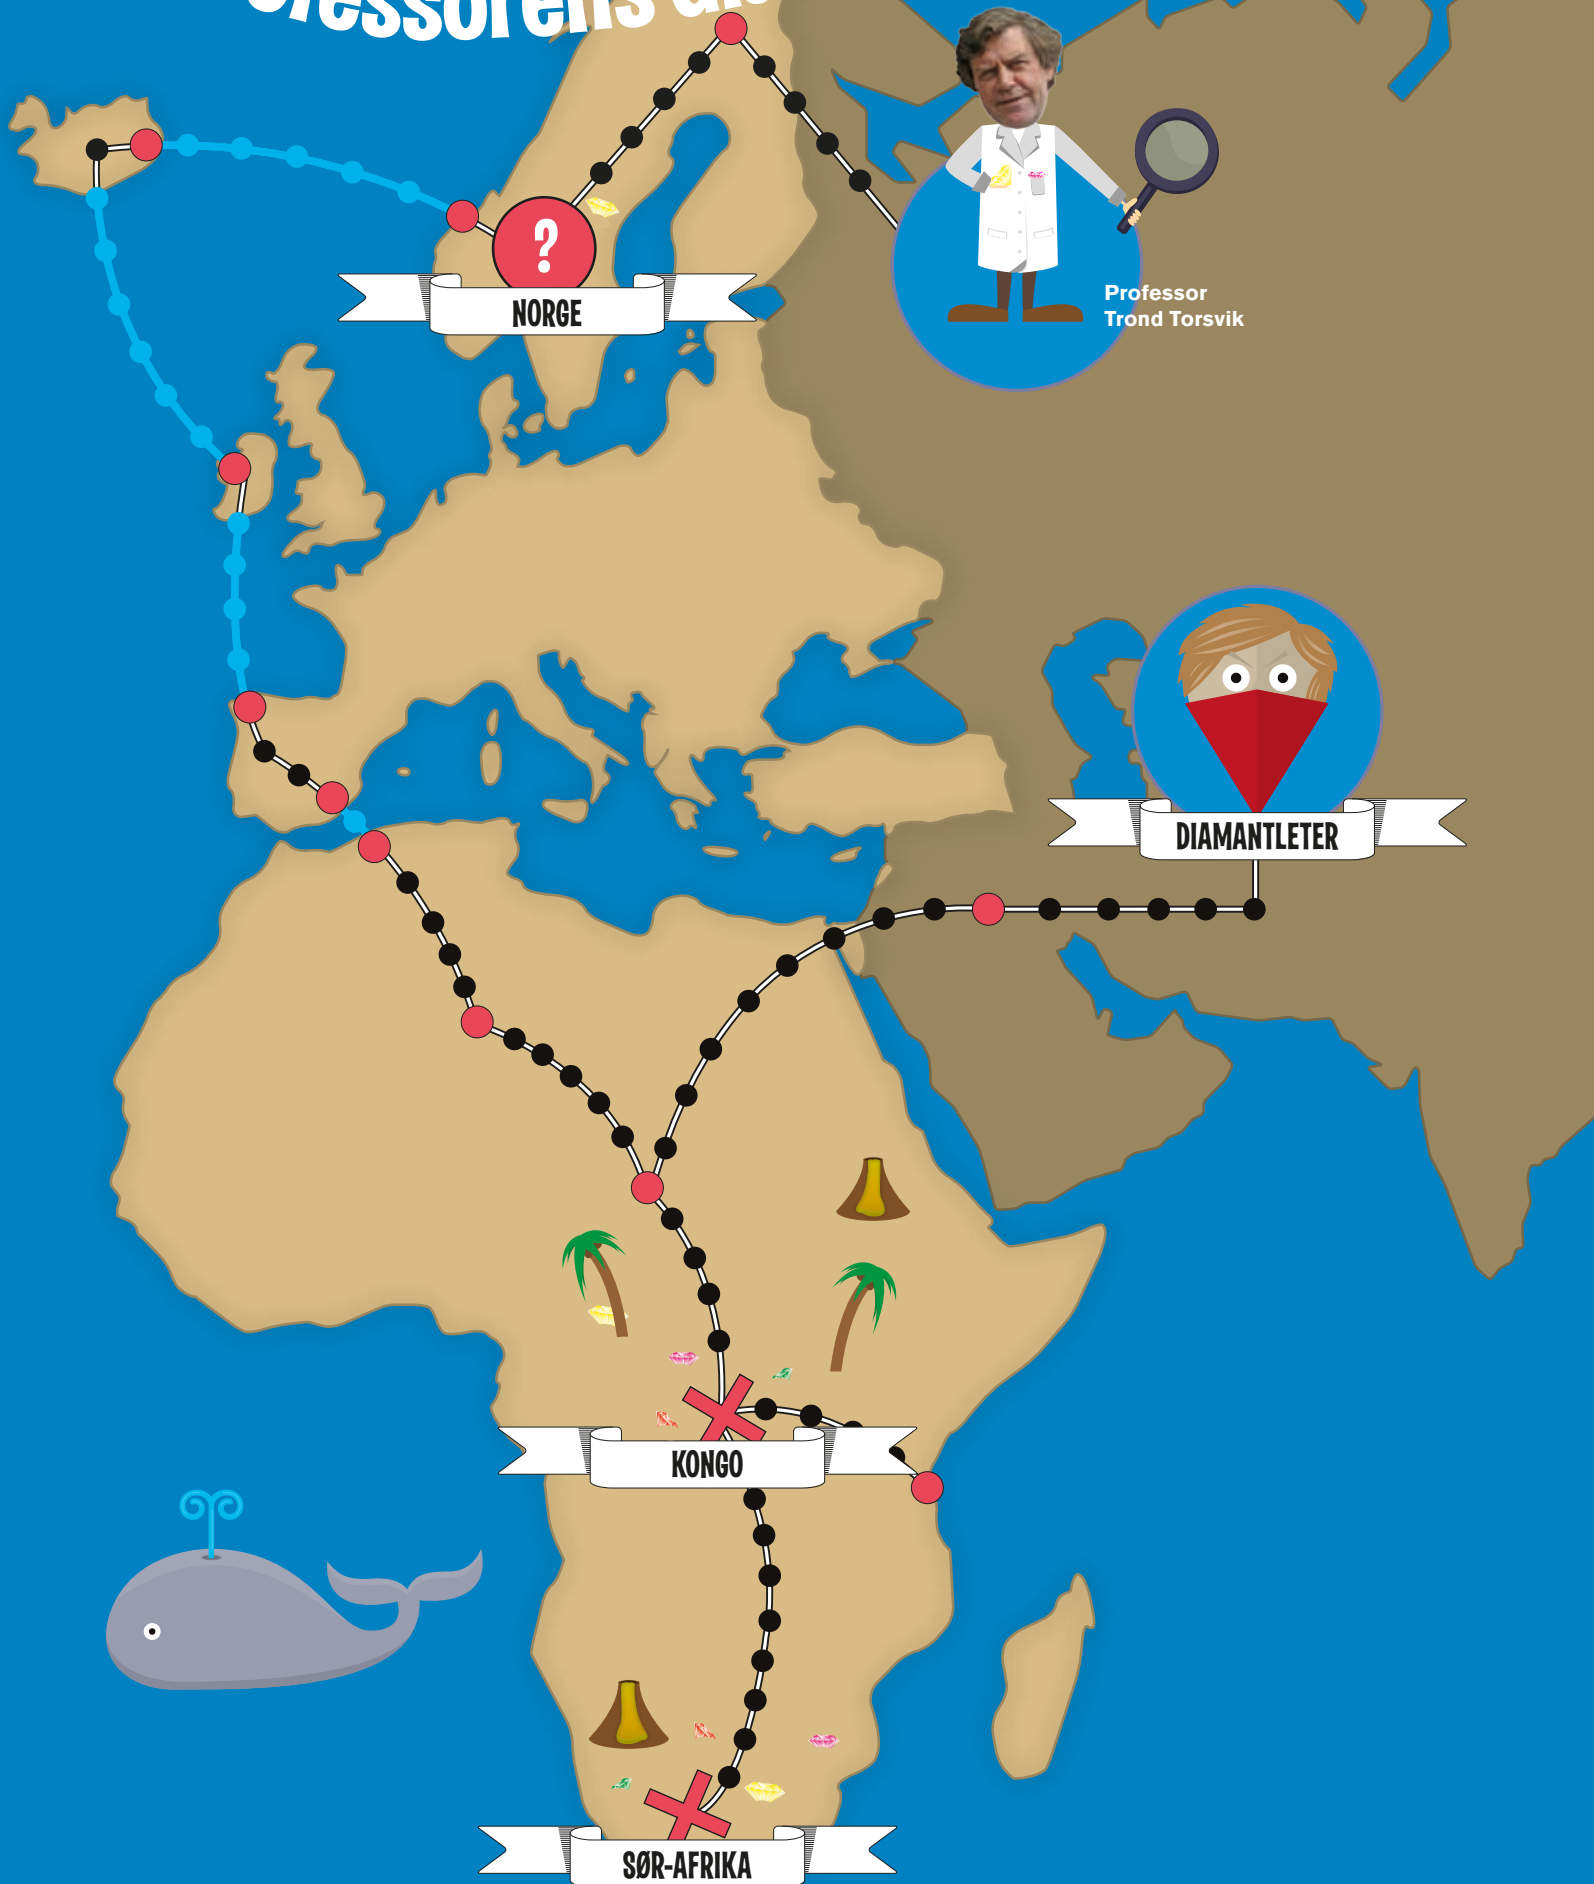 ?
NORGE
Professor
Trond Torsvik
DIAMANTLETER
KONGO
SØR-AFRIKA